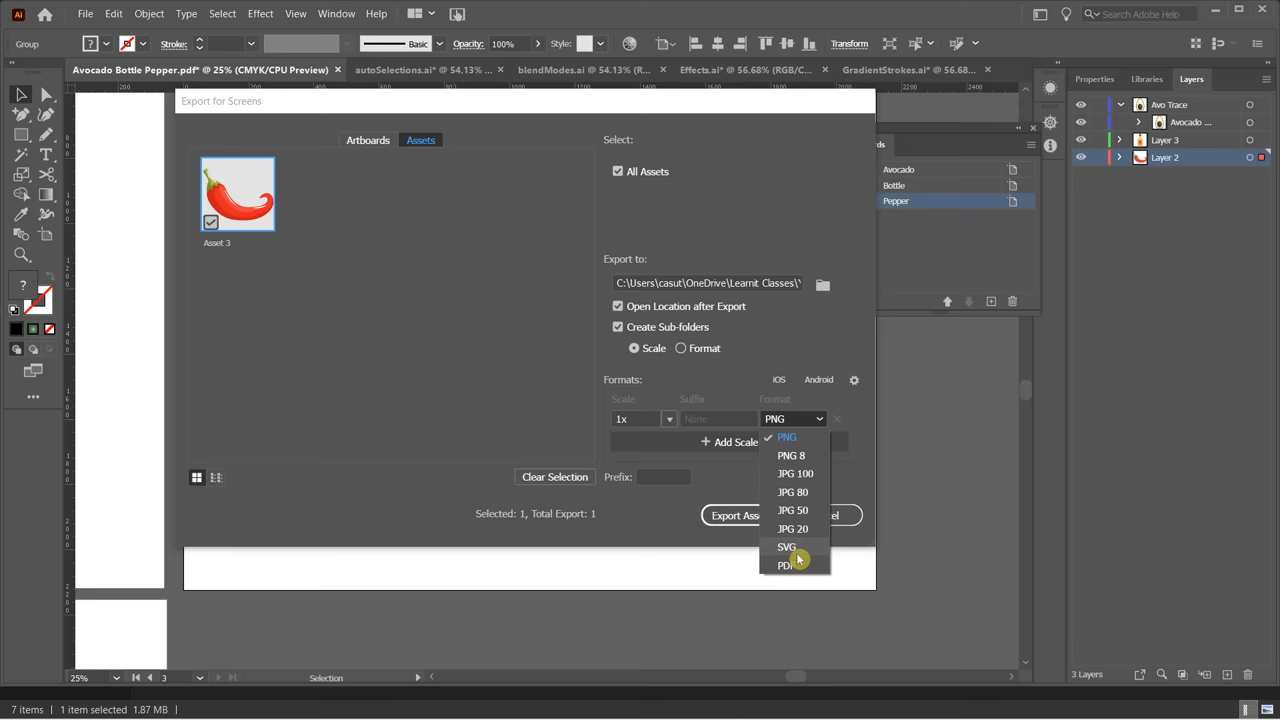 Ai File Edit Object Type Select Effect View Window Help Search Adobe Help
Group ? Stroke: Basic Opacity: 100% Style: Transform
Avocado Bottle Pepper.pdf* @ 25% (CMYK/CPU Preview) × autoSelections.ai* @ 54.13% ... × blendModes.ai @ 54.13% (R... × Effects.ai* @ 56.68% (RGB/C... × GradientStrokes.ai* @ 56.68... ×
Properties Libraries Layers
Export for Screens
Artboards Assets
Asset 3
Select:
All Assets
Export to:
C:\Users\casut\OneDrive\Learnit Classes\
Open Location after Export
Create Sub-folders
Scale Format
Formats: iOS Android
Scale Suffix Format
1x None PNG
+ Add Scale
PNG
PNG 8
JPG 100
JPG 80
JPG 50
JPG 20
SVG
PDF
Clear Selection Prefix:
Selected: 1, Total Export: 1
Export Ass
el
rds
Avocado
Bottle
Pepper
Avo Trace
Avocado ...
Layer 3
Layer 2
25% 3 Selection
3 Layers
7 items 1 item selected 1.87 MB